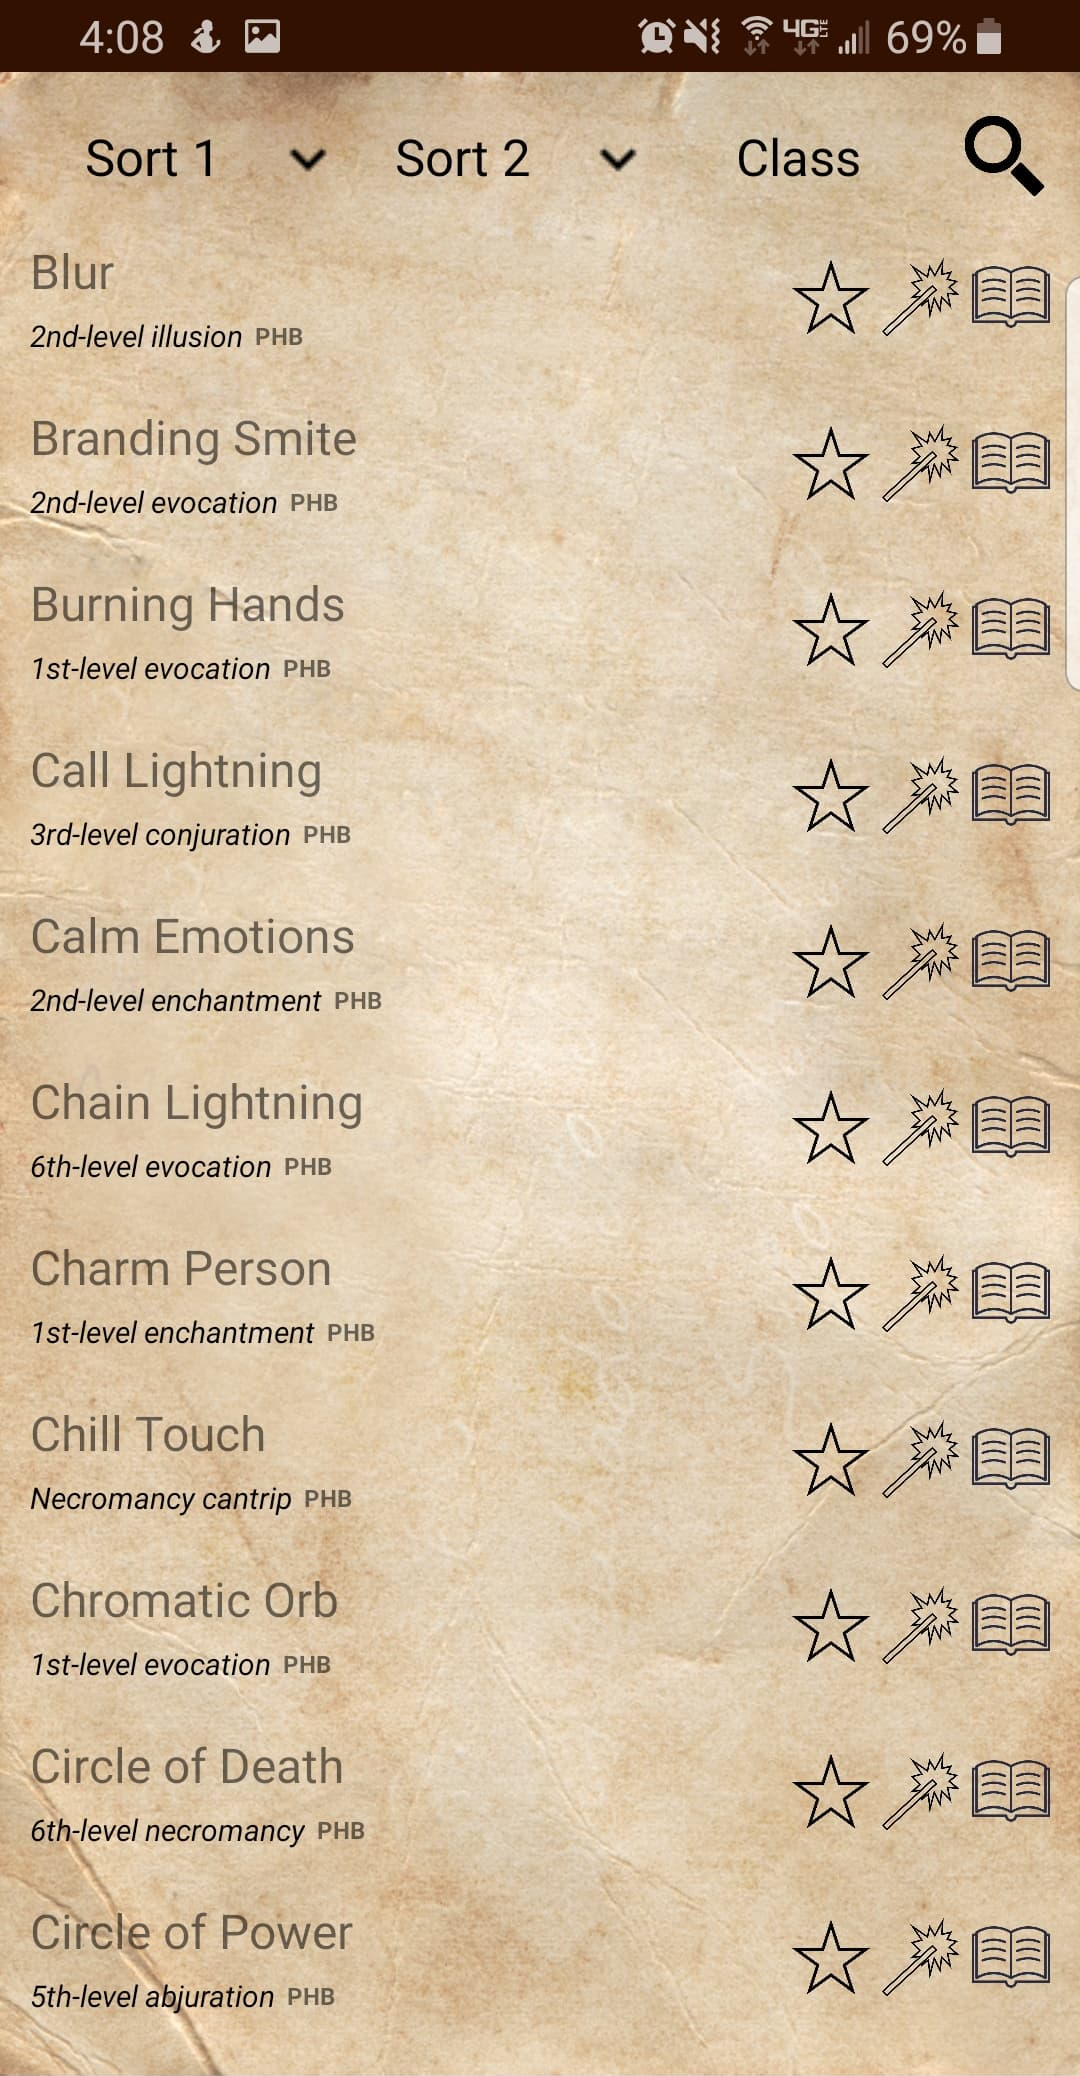 4:08 4G LTE 69%
Sort 1 Sort 2 Class
Blur
2nd-level illusion PHB
Branding Smite
2nd-level evocation PHB
Burning Hands
1st-level evocation PHB
Call Lightning
3rd-level conjuration PHB
Calm Emotions
2nd-level enchantment PHB
Chain Lightning
6th-level evocation PHB
Charm Person
1st-level enchantment PHB
Chill Touch
Necromancy cantrip PHB
Chromatic Orb
1st-level evocation PHB
Circle of Death
6th-level necromancy PHB
Circle of Power
5th-level abjuration PHB